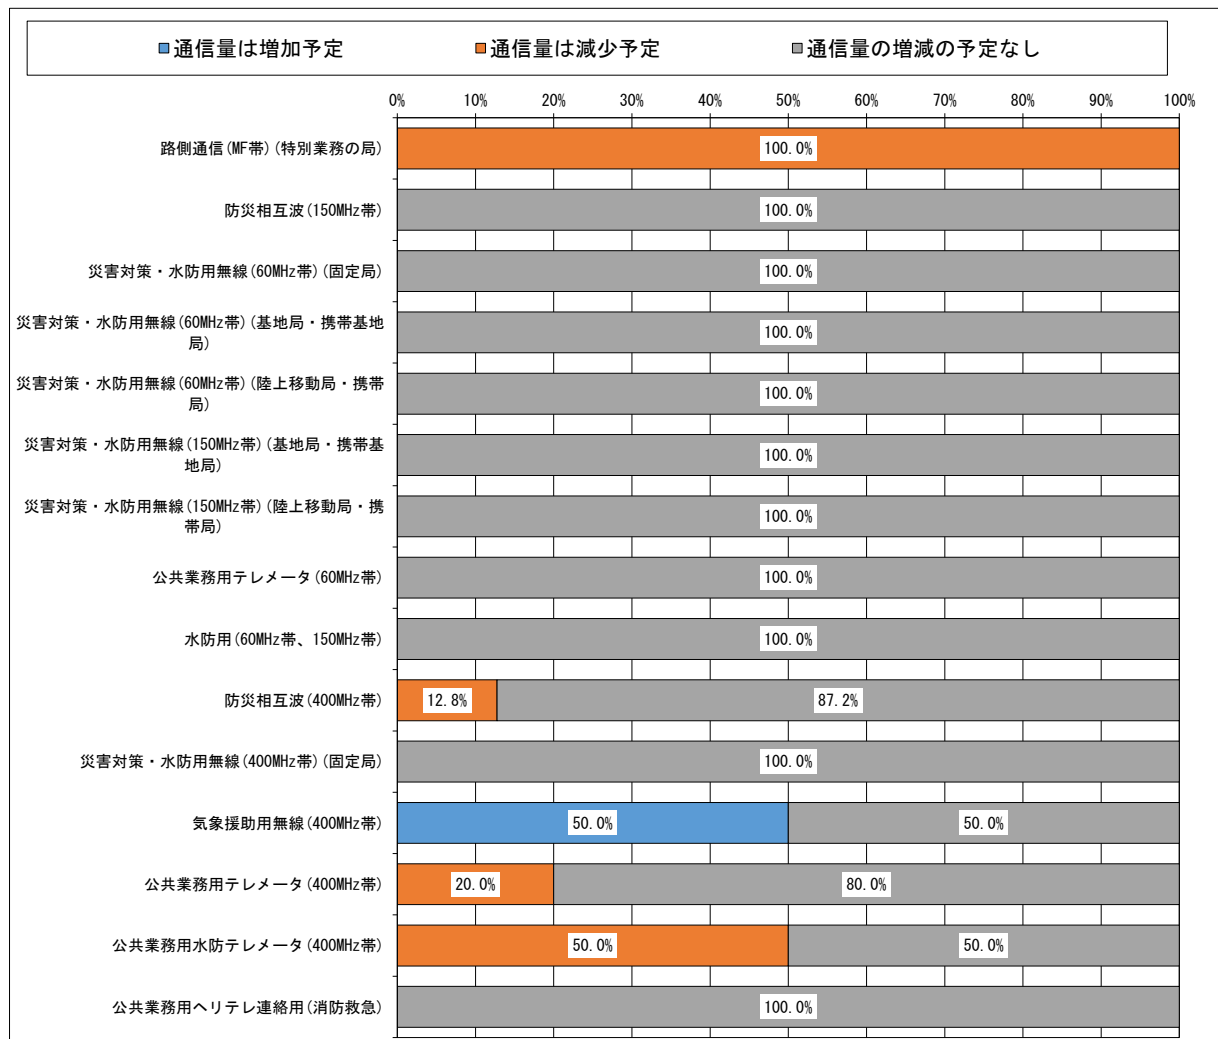 ■通信量は増加予定 ■通信量は減少予定 ■通信量の増減の予定なし
0% 10% 20% 30% 40% 50% 60% 70% 80% 90% 100%
路側通信(MF帯)(特別業務の局) 100.0%
防災相互波(150MHz帯) 100.0%
災害対策・水防用無線(60MHz帯)(固定局) 100.0%
災害対策・水防用無線(60MHz帯)(基地局・携帯基地
局) 100.0%
災害対策・水防用無線(60MHz帯)(陸上移動局・携帯
局) 100.0%
災害対策・水防用無線(150MHz帯)(基地局・携帯基
地局) 100.0%
災害対策・水防用無線(150MHz帯)(陸上移動局・携
帯局) 100.0%
公共業務用テレメータ(60MHz帯) 100.0%
水防用(60MHz帯、150MHz帯) 100.0%
防災相互波(400MHz帯) 12.8% 87.2%
災害対策・水防用無線(400MHz帯)(固定局) 100.0%
気象援助用無線(400MHz帯) 50.0% 50.0%
公共業務用テレメータ(400MHz帯) 20.0% 80.0%
公共業務用水防テレメータ(400MHz帯) 50.0% 50.0%
公共業務用ヘリテレ連絡用(消防救急) 100.0%